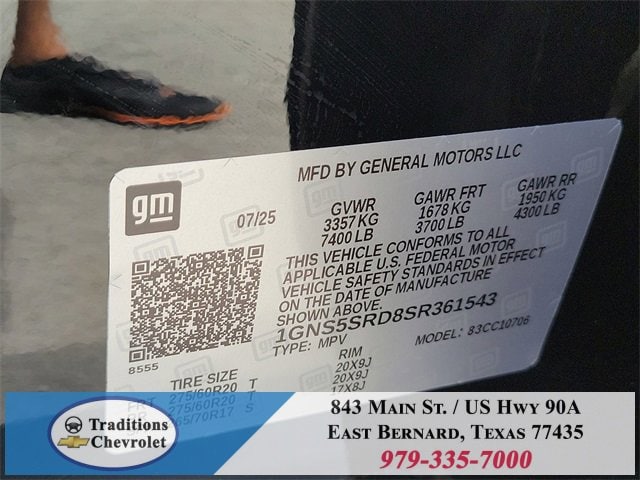 MFD BY GENERAL MOTORS LLC
gm
07/25
GVWR
3357 KG
7400 LB
GAWR FRT
1678 KG
3700 LB
GAWR RR
1950 KG
4300 LB
THIS VEHICLE CONFORMS TO ALL
APPLICABLE U.S. FEDERAL MOTOR
VEHICLE SAFETY STANDARDS IN EFFECT
ON THE DATE OF MANUFACTURE
SHOWN ABOVE.
1GNS5SRD8SR361543
TYPE: MPV
MODEL: 83CC10706
8555
TIRE SIZE
RIM
FRT 275/60R20 T 20X9J
275/60R20 T 20X9J
65/70R17 S 17X8J
Traditions
Chevrolet
843 Main St. / US Hwy 90A
East Bernard, Texas 77435
979-335-7000